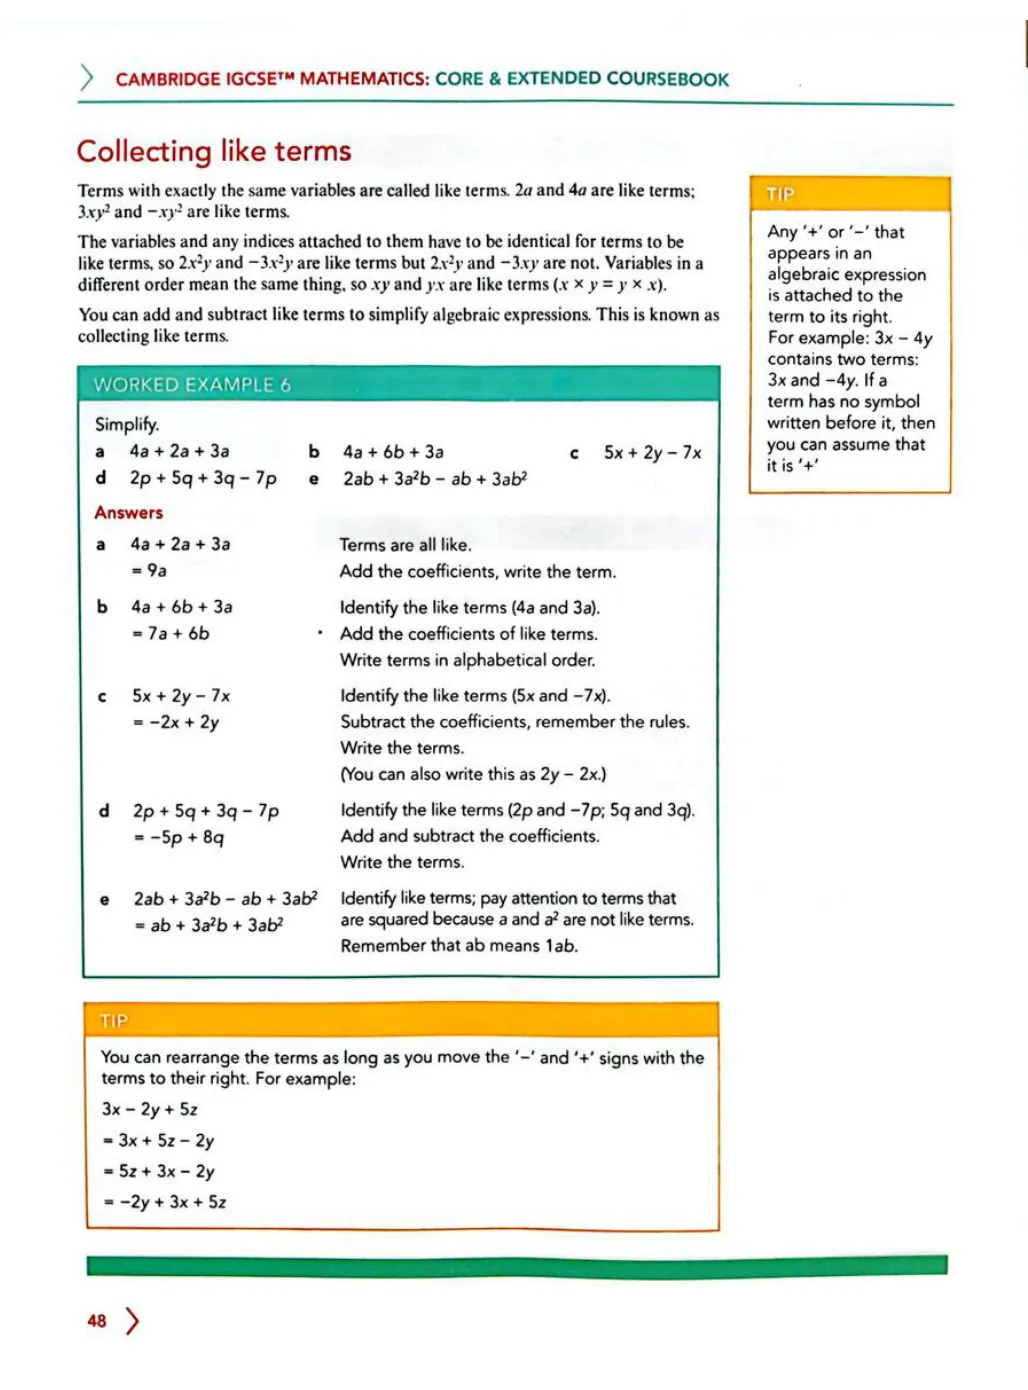 CAMBRIDGE IGCSE™ MATHEMATICS: CORE & EXTENDED COURSEBOOK
Collecting like terms
Terms with exactly the same variables are called like terms. 2a and 4a are like terms;
3xy² and −xy² are like terms.
The variables and any indices attached to them have to be identical for terms to be
like terms, so 2x²y and −3x²y are like terms but 2x²y and −3xy are not. Variables in a
different order mean the same thing, so xy and yx are like terms (x × y = y × x).
You can add and subtract like terms to simplify algebraic expressions. This is known as
collecting like terms.
TIP
Any '+' or '−' that
appears in an
algebraic expression
is attached to the
term to its right.
For example: 3x − 4y
contains two terms:
3x and −4y. If a
term has no symbol
written before it, then
you can assume that
it is '+'
WORKED EXAMPLE 6
Simplify.
a 4a + 2a + 3a b 4a + 6b + 3a c 5x + 2y − 7x
d 2p + 5q + 3q − 7p e 2ab + 3a²b − ab + 3ab²
Answers
a 4a + 2a + 3a Terms are all like.
= 9a Add the coefficients, write the term.
b 4a + 6b + 3a Identify the like terms (4a and 3a).
= 7a + 6b Add the coefficients of like terms.
Write terms in alphabetical order.
c 5x + 2y − 7x Identify the like terms (5x and −7x).
= −2x + 2y Subtract the coefficients, remember the rules.
Write the terms.
(You can also write this as 2y − 2x.)
d 2p + 5q + 3q − 7p Identify the like terms (2p and −7p; 5q and 3q).
= −5p + 8q Add and subtract the coefficients.
Write the terms.
e 2ab + 3a²b − ab + 3ab² Identify like terms; pay attention to terms that
= ab + 3a²b + 3ab² are squared because a and a² are not like terms.
Remember that ab means 1ab.
TIP
You can rearrange the terms as long as you move the '−' and '+' signs with the
terms to their right. For example:
3x − 2y + 5z
= 3x + 5z − 2y
= 5z + 3x − 2y
= −2y + 3x + 5z
48